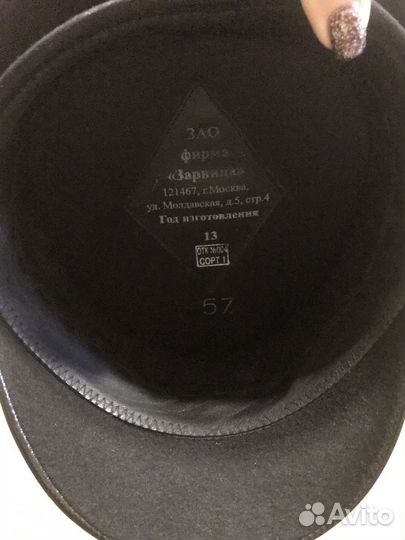 ЗАО
фирма
«Зарница»
121467, г.Москва,
ул. Молдавская, д.5, стр.4
Год изготовления
13
ОТК №004
СОРТ 1
57
Avito